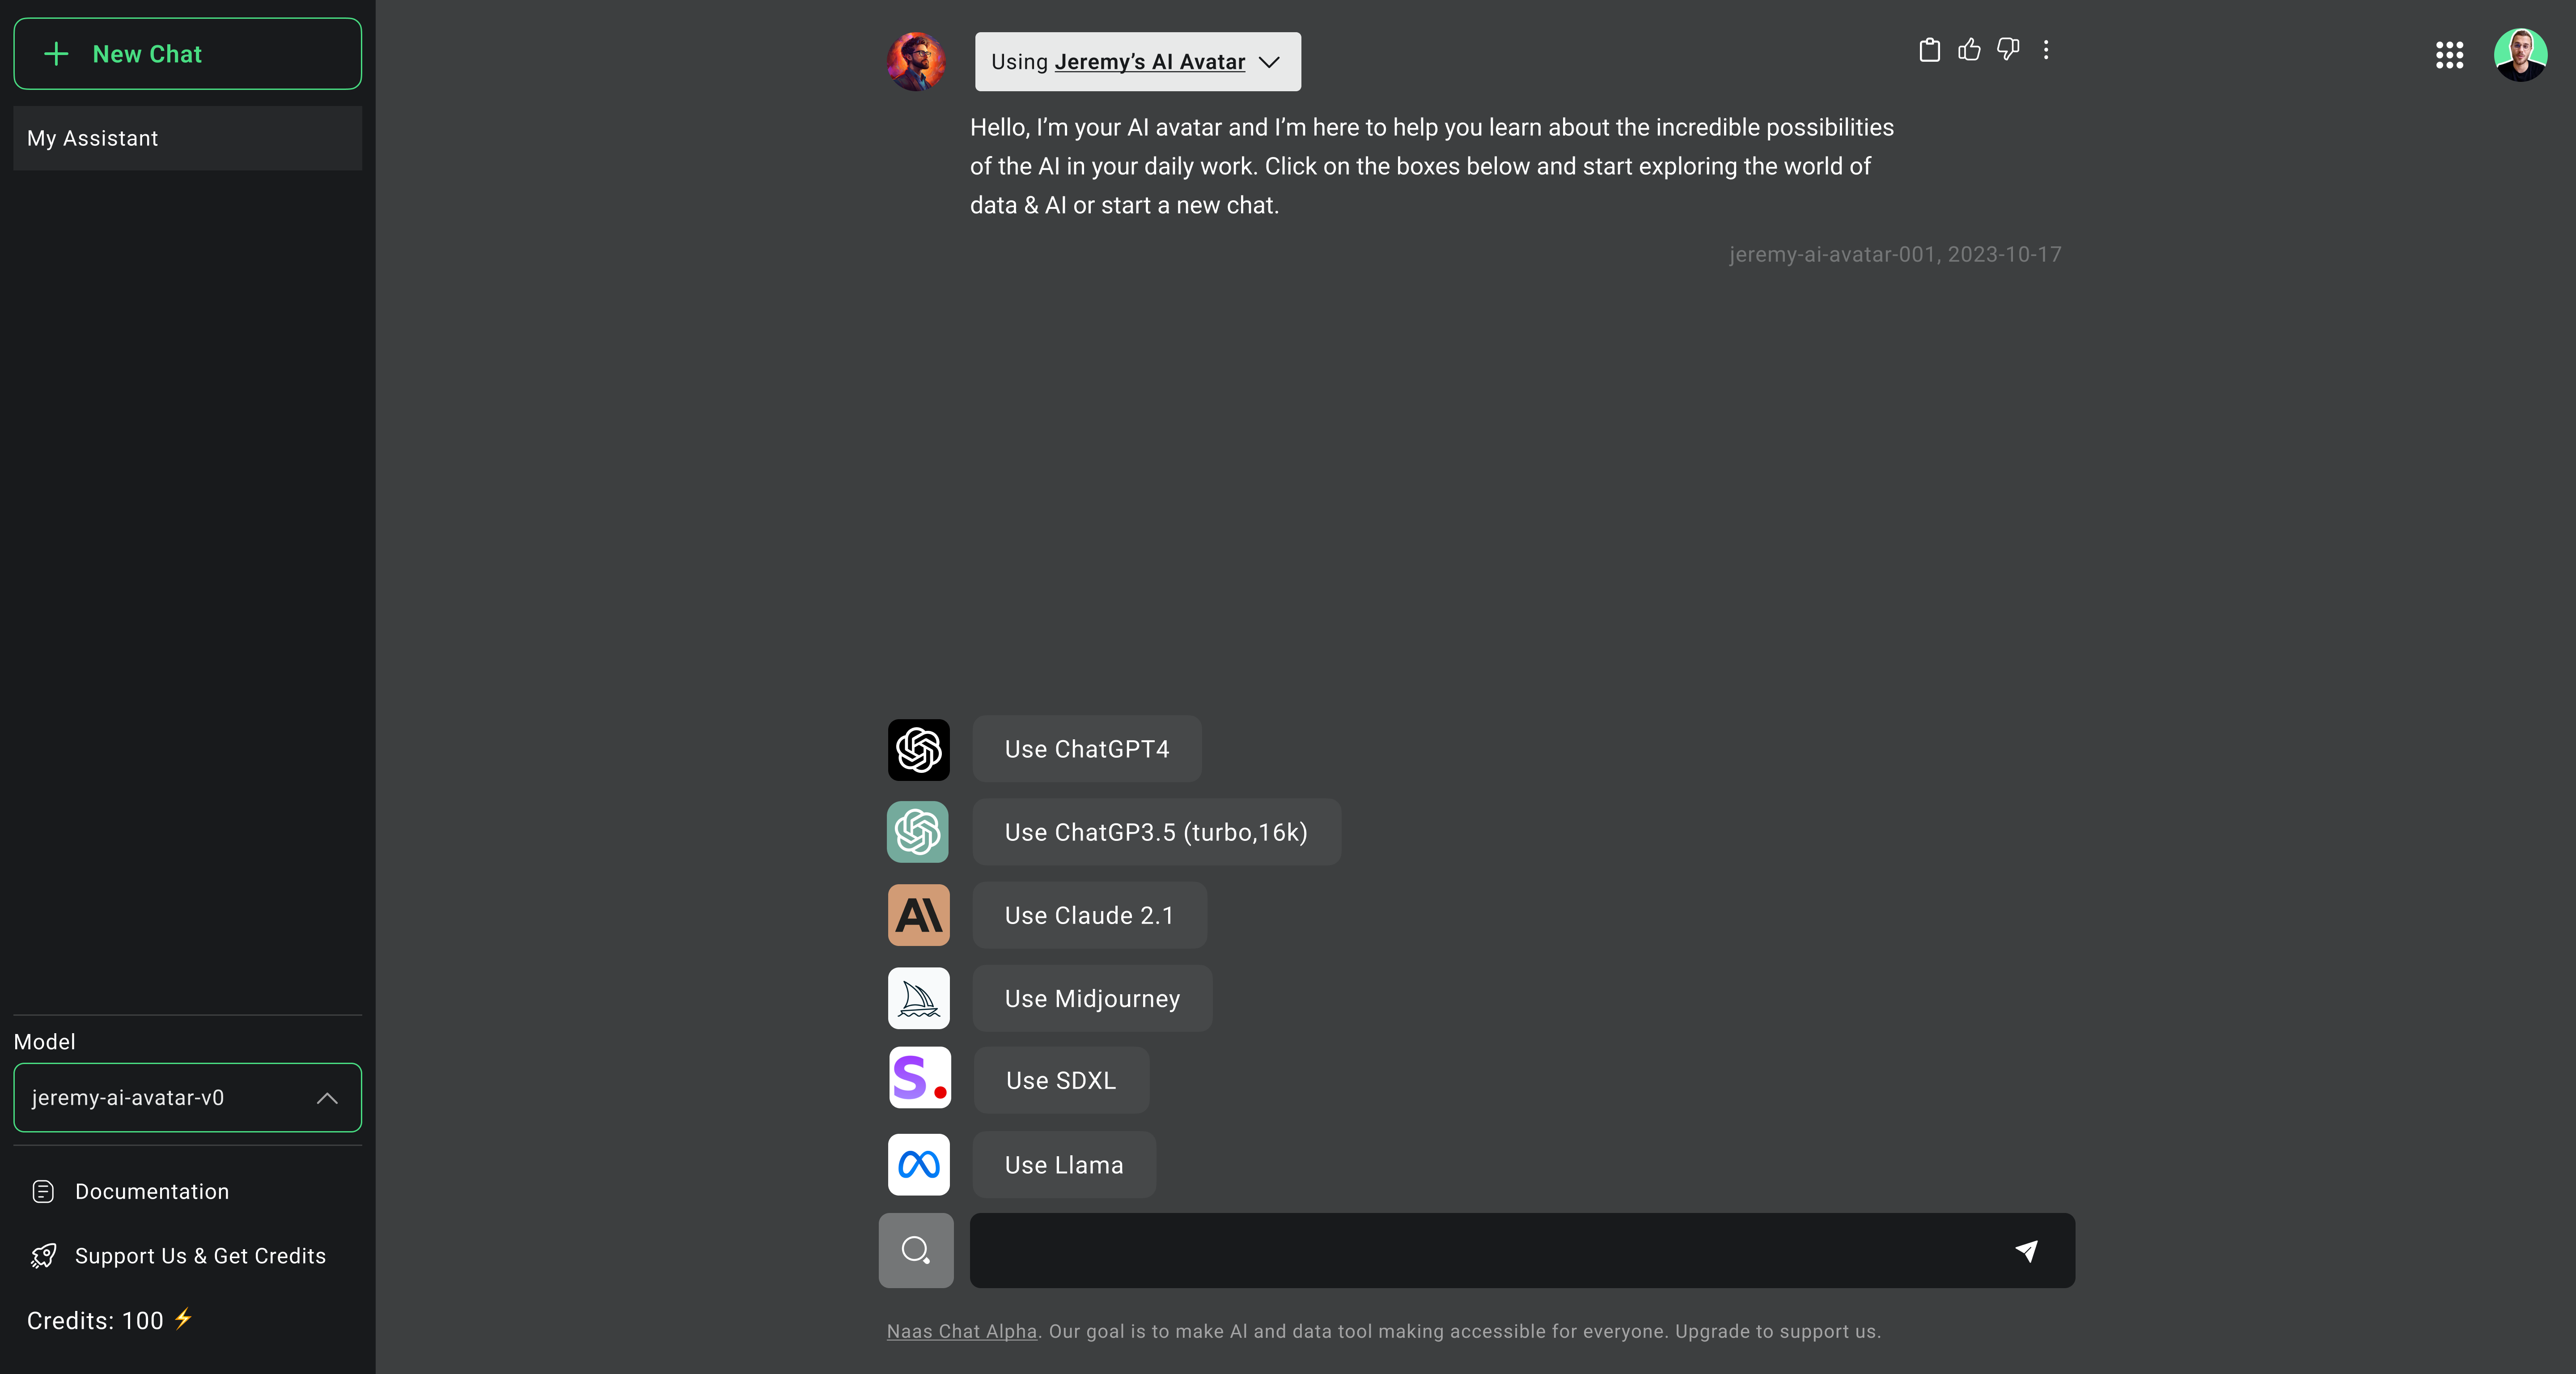 New Chat
My Assistant
Using Jeremy’s AI Avatar
Hello, I’m your AI avatar and I’m here to help you learn about the incredible possibilities
of the AI in your daily work. Click on the boxes below and start exploring the world of
data & AI or start a new chat.
jeremy-ai-avatar-001, 2023-10-17
Use ChatGPT4
Use ChatGP3.5 (turbo,16k)
Use Claude 2.1
Use Midjourney
Use SDXL
Use Llama
Model
jeremy-ai-avatar-v0
Documentation
Support Us & Get Credits
Credits: 100 ⚡
Naas Chat Alpha. Our goal is to make AI and data tool making accessible for everyone. Upgrade to support us.